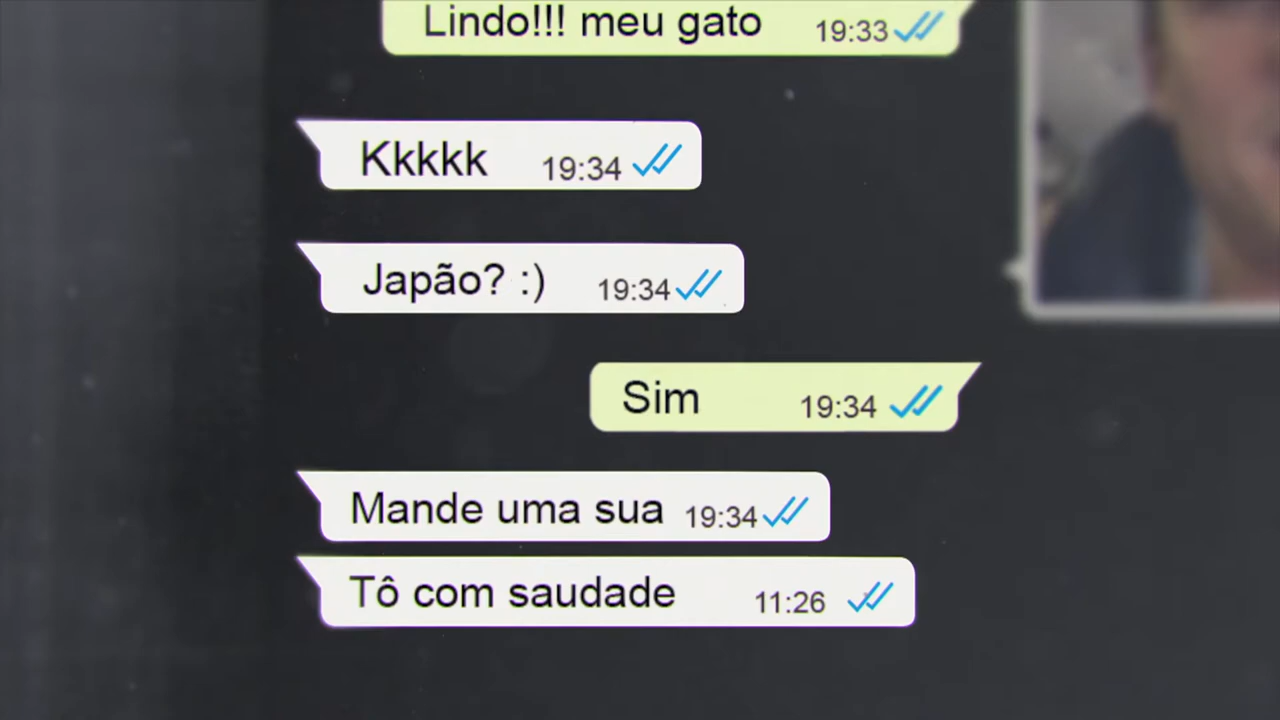 Lindo!!! meu gato 19:33
Kkkkk 19:34
Japão? :) 19:34
Sim 19:34
Mande uma sua 19:34
Tô com saudade 11:26